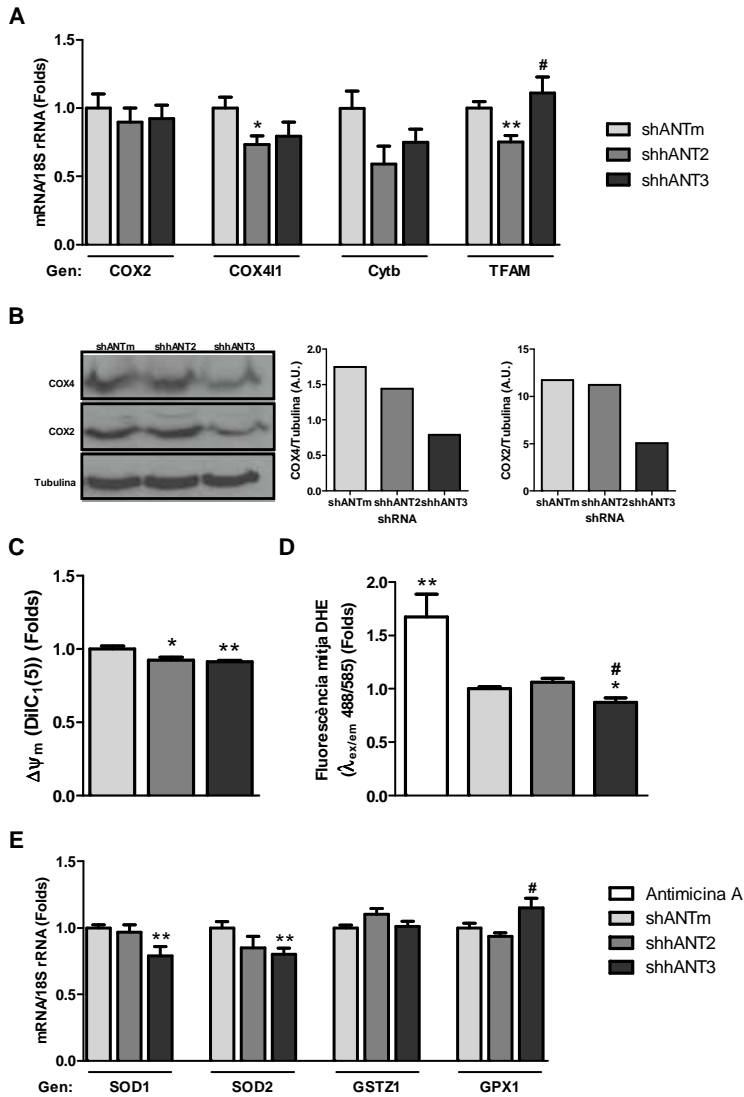 A
mRNA/18S rRNA (Folds)
1.5
1.0
0.5
0.0
*
**
#
shANTm
shhANT2
shhANT3
Gen:
COX2
COX4I1
Cytb
TFAM
B
shANTm
shhANT2
shhANT3
COX4
COX2
Tubulina
COX4/Tubulina (A.U.)
2.0
1.5
1.0
0.5
0.0
shANTm shhANT2 shhANT3
shRNA
COX2/Tubulina (A.U.)
15
10
5
0
shANTm shhANT2 shhANT3
shRNA
C
Δψm (DiIC1(5)) (Folds)
1.5
1.0
0.5
0.0
*
**
D
Fluorescència mitja DHE
(λex/em 488/585) (Folds)
2.0
1.5
1.0
0.5
0.0
**
#
*
E
mRNA/18S rRNA (Folds)
1.5
1.0
0.5
0.0
**
**
#
Antimicina A
shANTm
shhANT2
shhANT3
Gen:
SOD1
SOD2
GSTZ1
GPX1